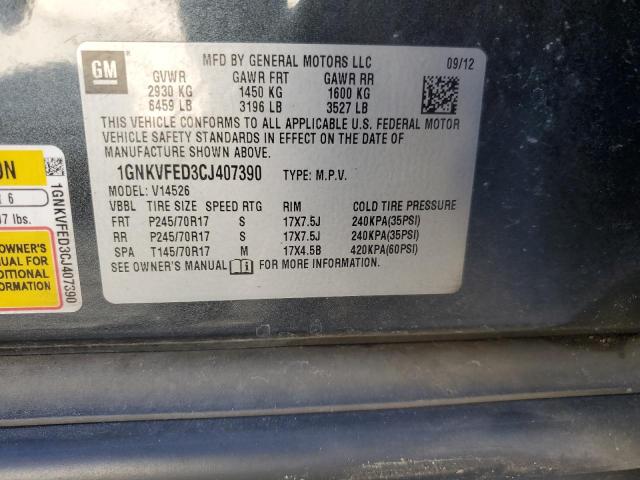 GM
MFD BY GENERAL MOTORS LLC 09/12
GVWR GAWR FRT GAWR RR
2930 KG 1450 KG 1600 KG
6459 LB 3196 LB 3527 LB
THIS VEHICLE CONFORMS TO ALL APPLICABLE U.S. FEDERAL MOTOR
VEHICLE SAFETY STANDARDS IN EFFECT ON THE DATE OF
MANUFACTURE SHOWN ABOVE.
1GNKVFED3CJ407390 TYPE: M.P.V.
MODEL: V14526
VBBL TIRE SIZE SPEED RTG RIM COLD TIRE PRESSURE
FRT P245/70R17 S 17X7.5J 240KPA(35PSI)
RR P245/70R17 S 17X7.5J 240KPA(35PSI)
SPA T145/70R17 M 17X4.5B 420KPA(60PSI)
SEE OWNER'S MANUAL FOR MORE INFORMATION.
ON
6
7 lbs.
OWNER'S
MANUAL FOR
DITIONAL
FORMATION
1GNKVFED3CJ407390